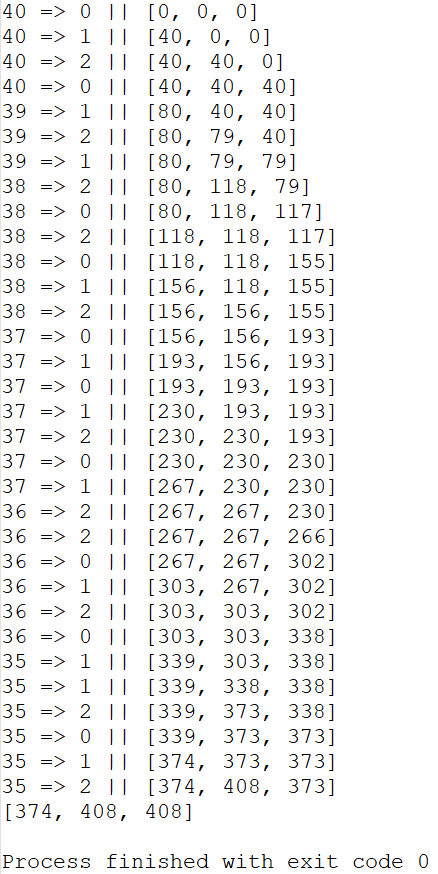 40 => 0 || [0, 0, 0]
40 => 1 || [40, 0, 0]
40 => 2 || [40, 40, 0]
40 => 0 || [40, 40, 40]
39 => 1 || [80, 40, 40]
39 => 2 || [80, 79, 40]
39 => 1 || [80, 79, 79]
38 => 2 || [80, 118, 79]
38 => 0 || [80, 118, 117]
38 => 2 || [118, 118, 117]
38 => 0 || [118, 118, 155]
38 => 1 || [156, 118, 155]
38 => 2 || [156, 156, 155]
37 => 0 || [156, 156, 193]
37 => 1 || [193, 156, 193]
37 => 0 || [193, 193, 193]
37 => 1 || [230, 193, 193]
37 => 2 || [230, 230, 193]
37 => 0 || [230, 230, 230]
37 => 1 || [267, 230, 230]
36 => 2 || [267, 267, 230]
36 => 2 || [267, 267, 266]
36 => 0 || [267, 267, 302]
36 => 1 || [303, 267, 302]
36 => 2 || [303, 303, 302]
36 => 0 || [303, 303, 338]
35 => 1 || [339, 303, 338]
35 => 1 || [339, 338, 338]
35 => 2 || [339, 373, 338]
35 => 0 || [339, 373, 373]
35 => 1 || [374, 373, 373]
35 => 2 || [374, 408, 373]
[374, 408, 408]
Process finished with exit code 0